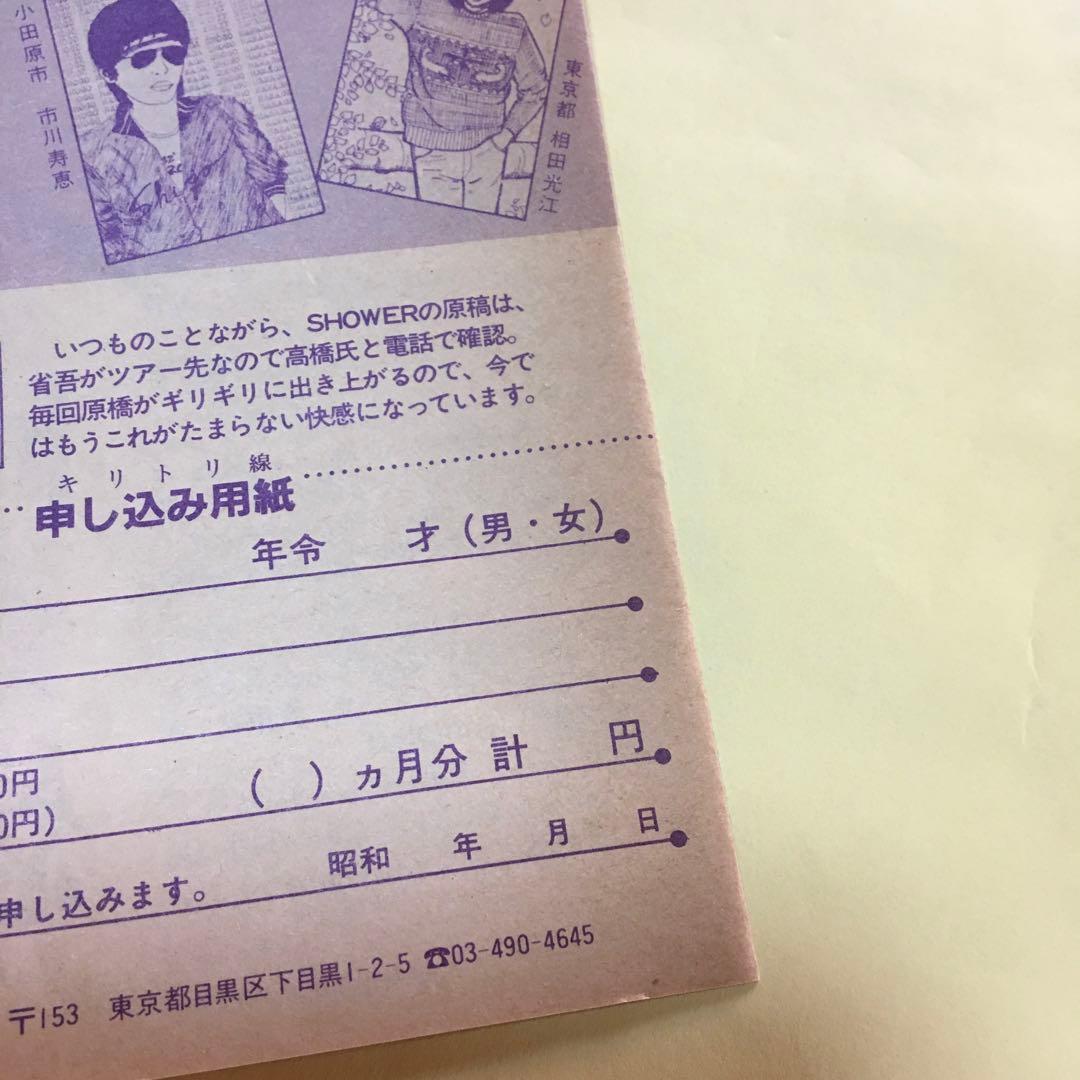 小田原市 市川寿恵
東京都 相田光江
いつものことながら、SHOWERの原稿は、
省吾がツアー先なので高橋氏と電話で確認。
毎回原橋がギリギリに出き上がるので、今で
はもうこれがたまらない快感になっています。
キリトリ線
申し込み用紙
年令 才(男・女)
0円 ( )ヵ月分 計 円
0円)
昭和 年 月 日
申し込みます。
〒153 東京都目黒区下目黒1-2-5 ☎03-490-4645